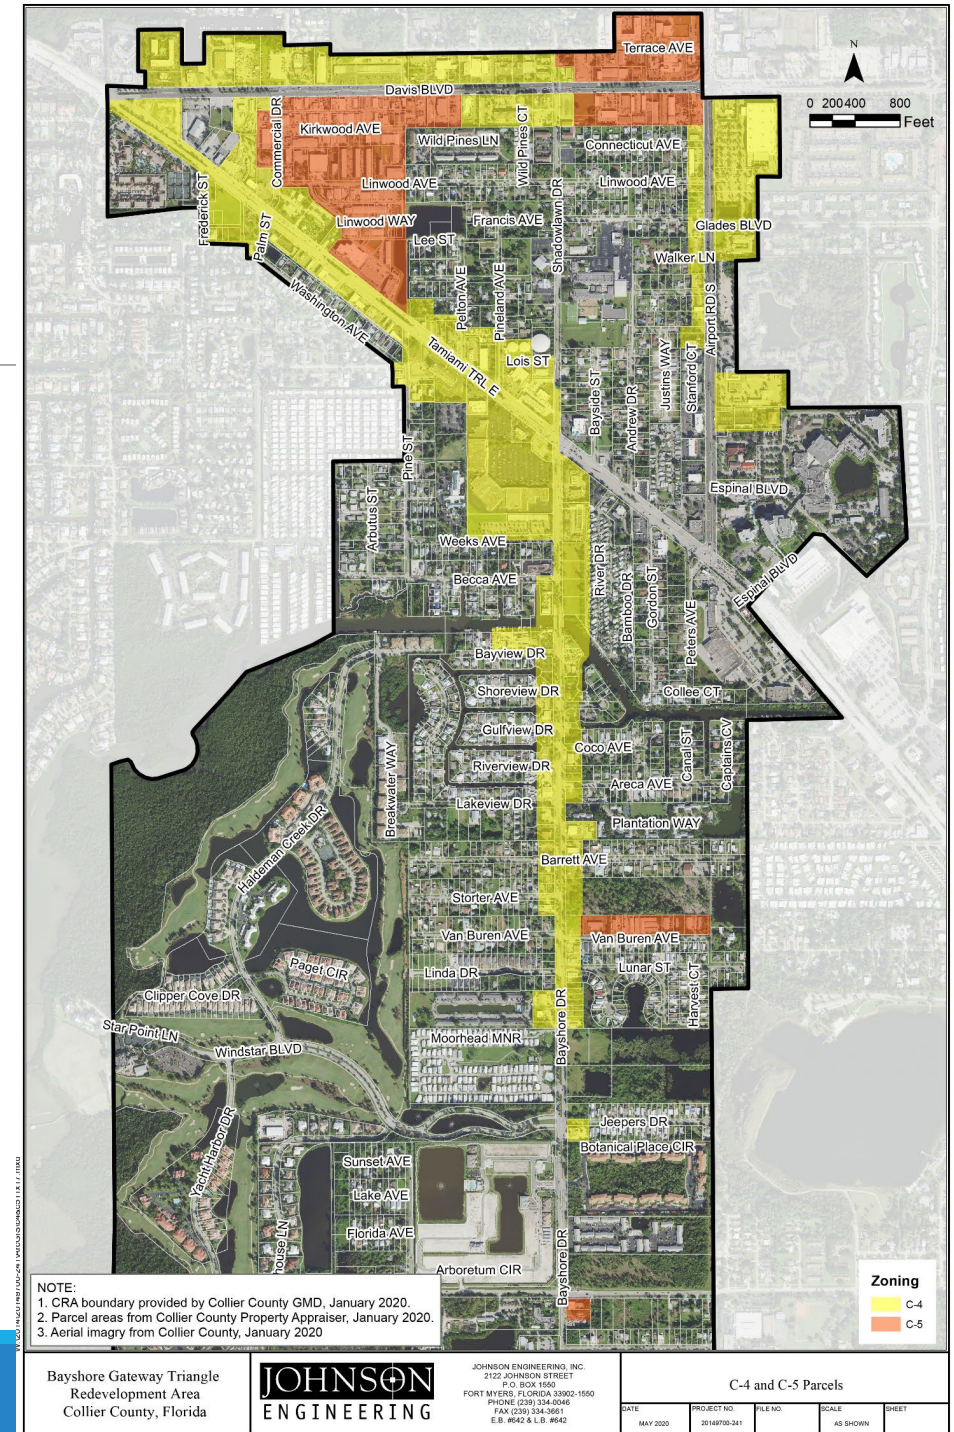 Terrace AVE
N
0 200 400 800
Feet
Davis BLVD
Commercial DR
Kirkwood AVE
Wild Pines LN
Wild Pines CT
Connecticut AVE
Linwood AVE
Linwood AVE
Frederick ST
Palm ST
Linwood WAY
Francis AVE
Shadowlawn DR
Glades BLVD
Lee ST
Walker LN
Washington AVE
Pelton AVE
Pineland AVE
Airport RD S
Tamiami TRL E
Lois ST
Justins WAY
Stanford CT
Bayside ST
Andrew DR
Pine ST
Arbutus ST
Espinal BLVD
Weeks AVE
Becca AVE
River DR
Bamboo DR
Gordon ST
Peters AVE
Espinal BLVD
Bayview DR
Shoreview DR
Collee CT
Gulfview DR
Coco AVE
Canal ST
Captains CV
Riverview DR
Breakwater WAY
Areca AVE
Lakeview DR
Plantation WAY
Haldeman Creek DR
Barrett AVE
Storter AVE
Van Buren AVE
Van Buren AVE
Paget CIR
Linda DR
Lunar ST
Harvest CT
Clipper Cove DR
Star Point LN
Windstar BLVD
Moorhead MNR
Bayshore DR
Jeepers DR
Botanical Place CIR
Yacht Harbor DR
Sunset AVE
Lake AVE
Florida AVE
house LN
Arboretum CIR
Bayshore DR
NOTE:
1. CRA boundary provided by Collier County GMD, January 2020.
2. Parcel areas from Collier County Property Appraiser, January 2020.
3. Aerial imagry from Collier County, January 2020
Zoning
C-4
C-5
Bayshore Gateway Triangle
Redevelopment Area
Collier County, Florida
JOHNSON
ENGINEERING
JOHNSON ENGINEERING, INC.
2122 JOHNSON STREET
P.O. BOX 1550
FORT MYERS, FLORIDA 33902-1550
PHONE (239) 334-0046
FAX (239) 334-3661
E.B. #642 & L.B. #642
C-4 and C-5 Parcels
DATE
MAY 2020
PROJECT NO.
20149700-241
FILE NO.
SCALE
AS SHOWN
SHEET